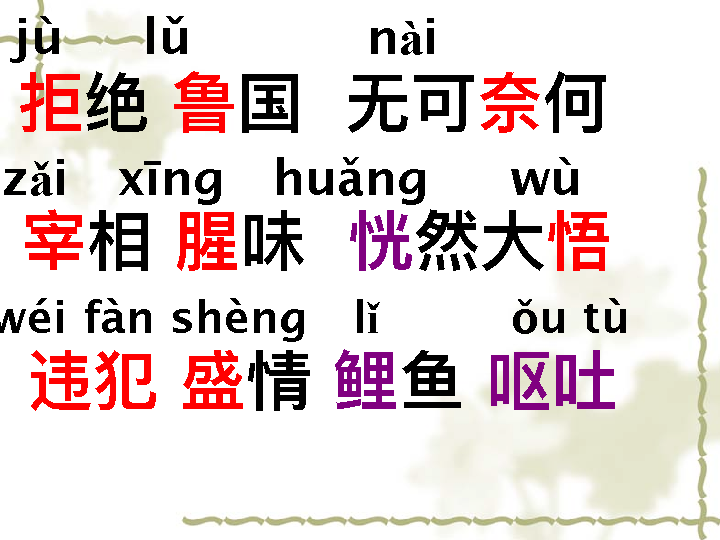 jù lǔ nài
拒绝 鲁国 无可奈何
zǎi xīng huǎng wù
宰相 腥味 恍然大悟
wéi fàn shèng lǐ ǒu tù
违犯 盛情 鲤鱼 呕吐